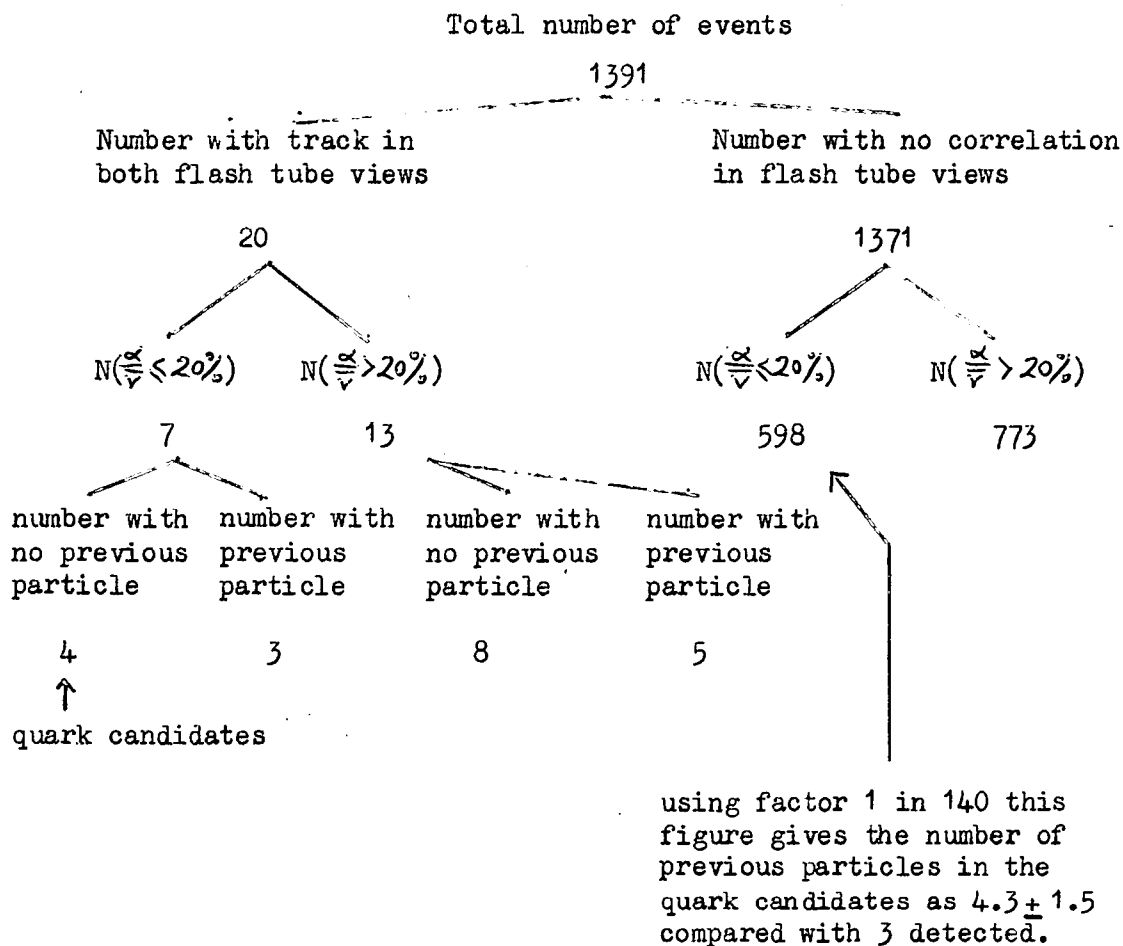 Total number of events
1391
Number with track in
both flash tube views
Number with no correlation
in flash tube views
20
1371
N(α/v ≤ 20%)
N(α/v > 20%)
N(α/v ≤ 20%)
N(α/v > 20%)
7
13
598
773
number with
no previous
particle
number with
previous
particle
number with
no previous
particle
number with
previous
particle
4
3
8
5
↑
quark candidates
using factor 1 in 140 this
figure gives the number of
previous particles in the
quark candidates as 4.3 ± 1.5
compared with 3 detected.